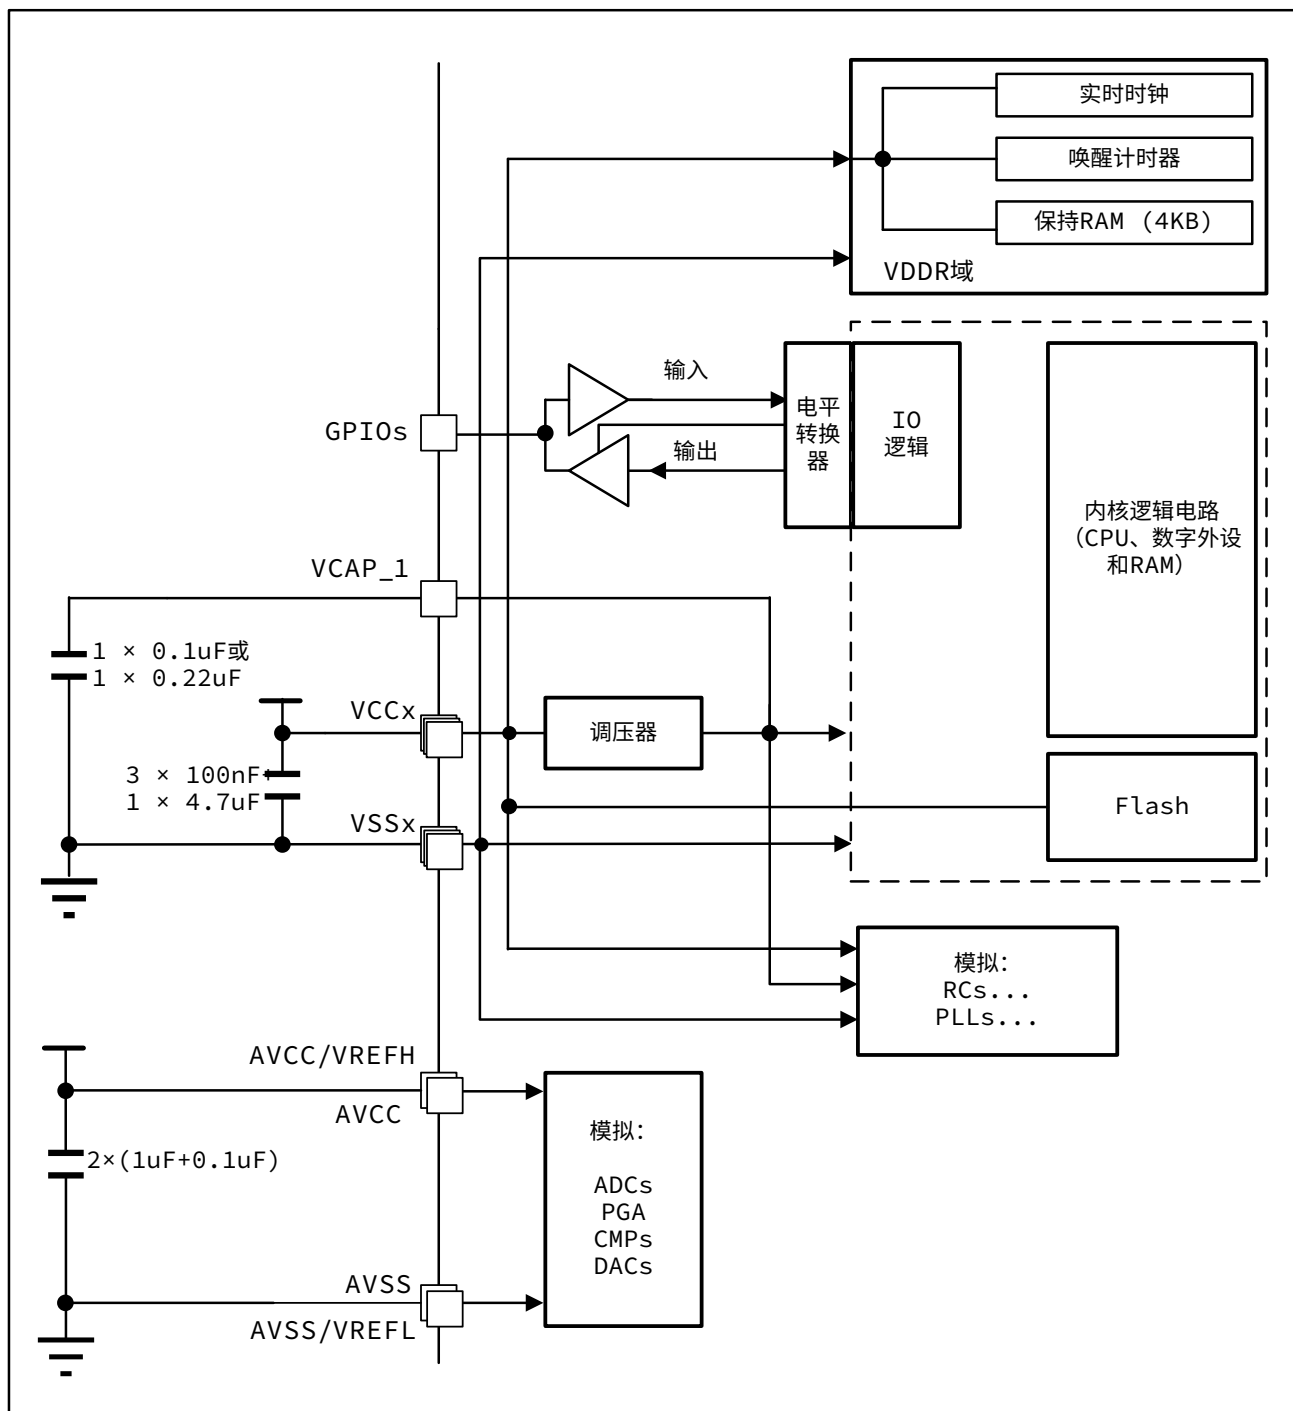 实时时钟
唤醒计时器
保持RAM (4KB)
VDDR域
输入
GPIOs
电平
转换
器
IO
逻辑
输出
内核逻辑电路
（CPU、数字外设
和RAM）
VCAP_1
1 × 0.1uF或
1 × 0.22uF
VCCx
调压器
3 × 100nF+
1 × 4.7uF
Flash
VSSx
模拟：
RCs...
PLLs...
AVCC/VREFH
AVCC
2×(1uF+0.1uF)
模拟：
ADCs
PGA
CMPs
DACs
AVSS
AVSS/VREFL